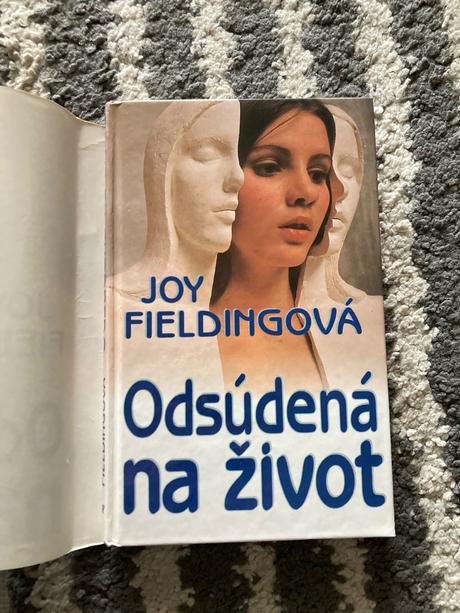 JOY
FIELDINGOVÁ
Odsúdená
na život